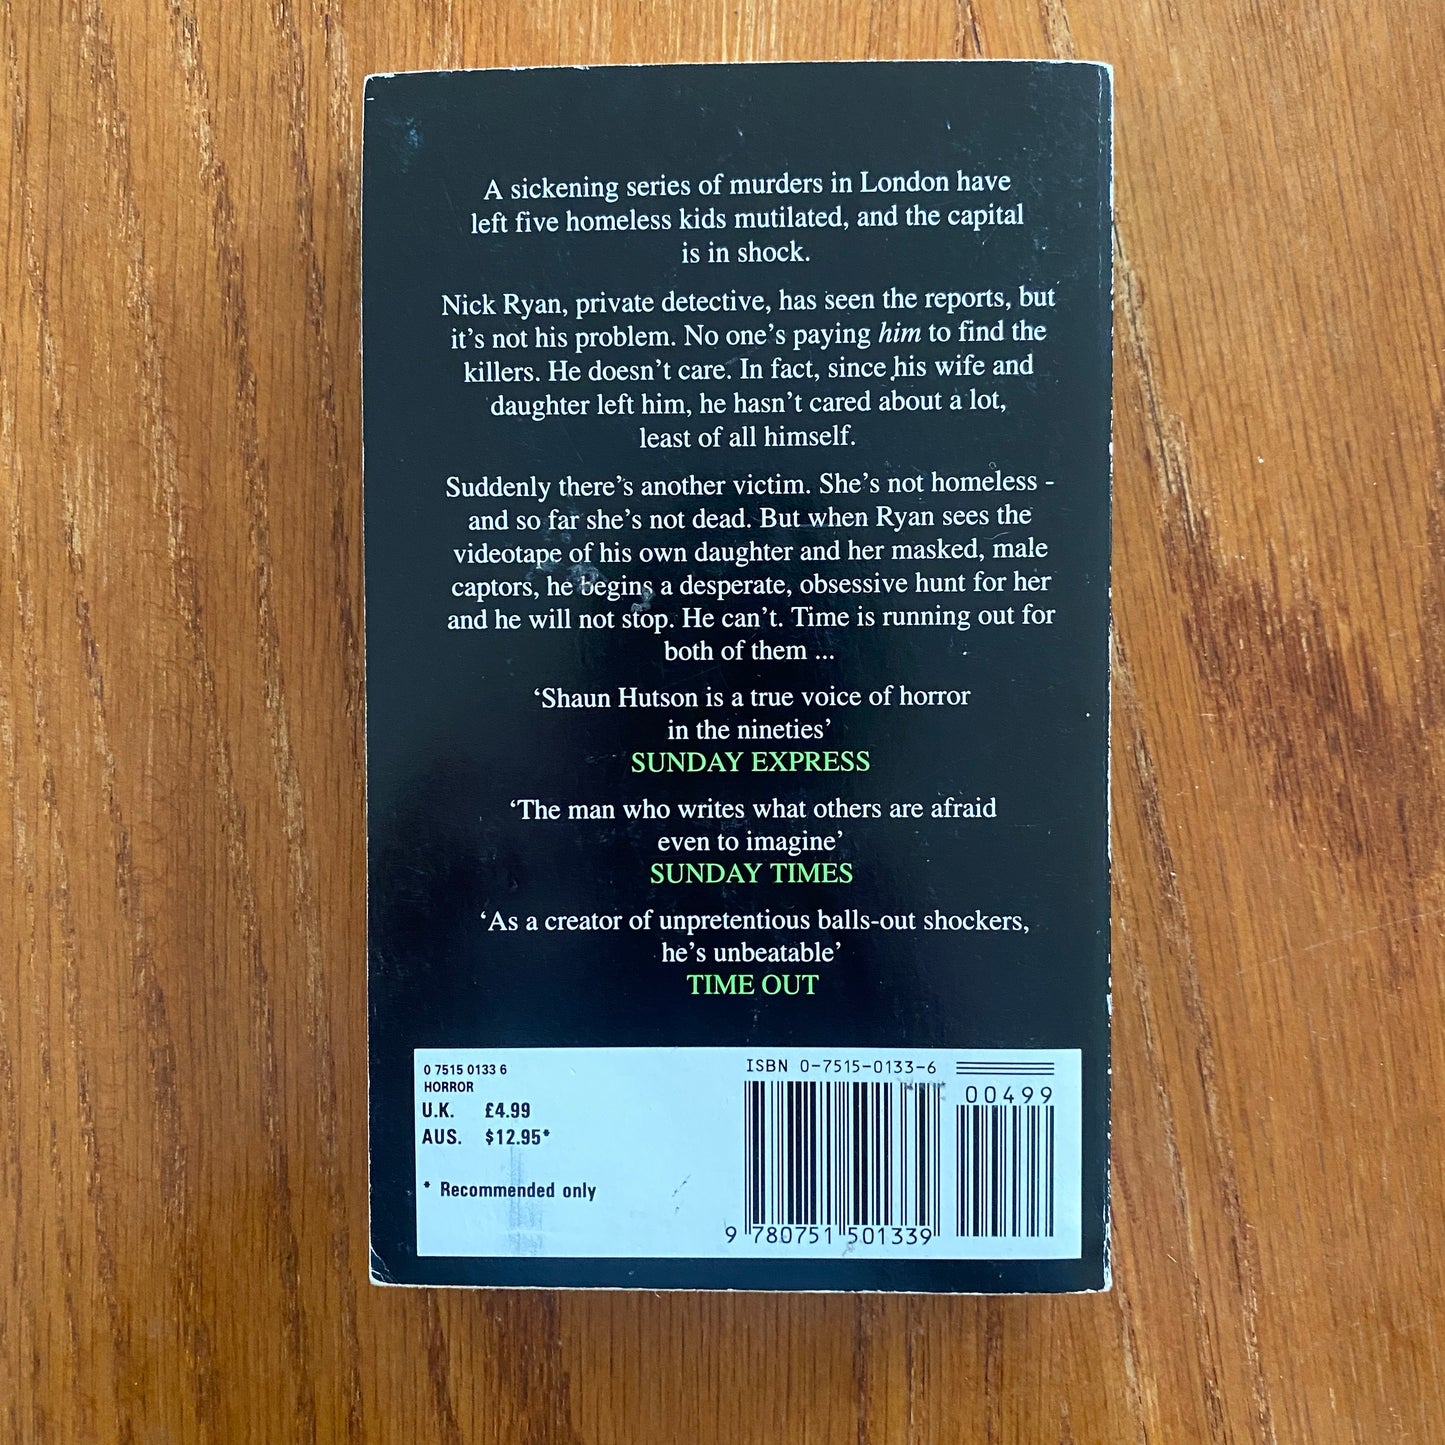 A sickening series of murders in London have
left five homeless kids mutilated, and the capital
is in shock.
Nick Ryan, private detective, has seen the reports, but
it's not his problem. No one's paying him to find the
killers. He doesn't care. In fact, since his wife and
daughter left him, he hasn't cared about a lot,
least of all himself.
Suddenly there's another victim. She's not homeless -
and so far she's not dead. But when Ryan sees the
videotape of his own daughter and her masked, male
captors, he begins a desperate, obsessive hunt for her
and he will not stop. He can't. Time is running out for
both of them ...
‘Shaun Hutson is a true voice of horror
in the nineties’
SUNDAY EXPRESS
‘The man who writes what others are afraid
even to imagine’
SUNDAY TIMES
‘As a creator of unpretentious balls-out shockers,
he's unbeatable’
TIME OUT
0 7515 0133 6
HORROR
U.K. £4.99
AUS. $12.95*
* Recommended only
ISBN 0-7515-0133-6
00499
9 780751 501339